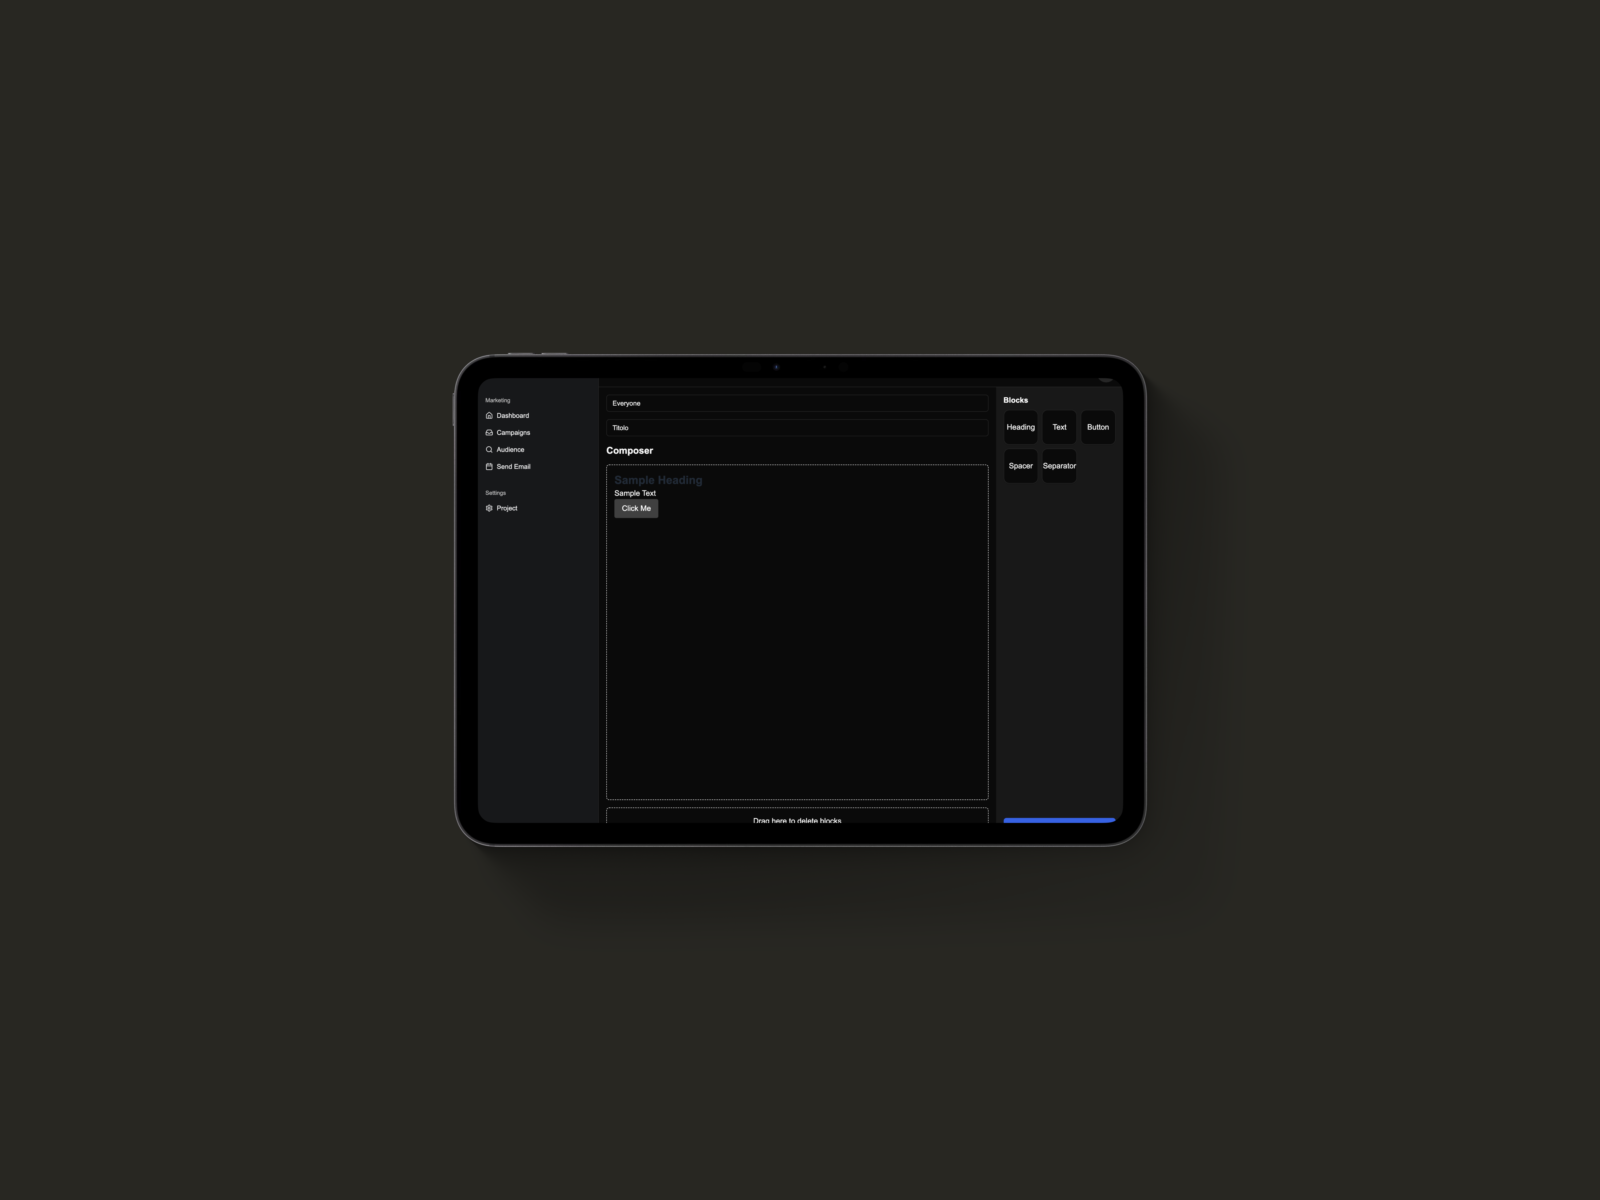 Marketing
Dashboard
Campaigns
Audience
Send Email
Settings
Project
Everyone
Titolo
Composer
Sample Heading
Sample Text
Click Me
Drag here to delete blocks
Blocks
Heading
Text
Button
Spacer
Separator